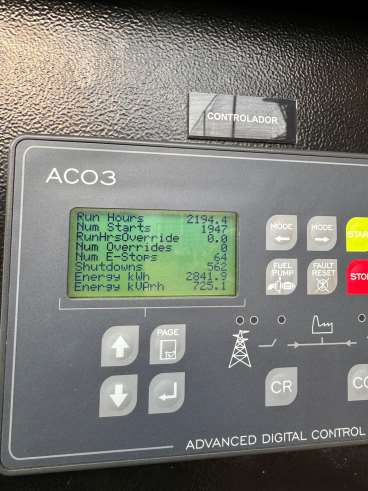 CONTROLADOR
ACO3
Run Hours 2194.4
Num Starts 1947
RunHrsOverride 0.0
Num Overrides 0
Num E-Stops 64
Shutdowns 562
Energy kWh 2841.9
Energy kVArh 725.1
MODE
MODE
FUEL PUMP
FAULT RESET
PAGE
CR
ADVANCED DIGITAL CONTROL